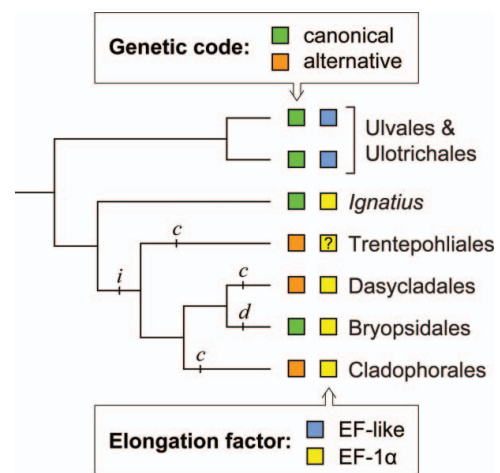 Genetic code: canonical
alternative
Ulvales &
Ulotrichales
Ignatius
c
Trentepohliales
?
i
c
Dasycladales
d
Bryopsidales
c
Cladophorales
Elongation factor: EF-like
EF-1α